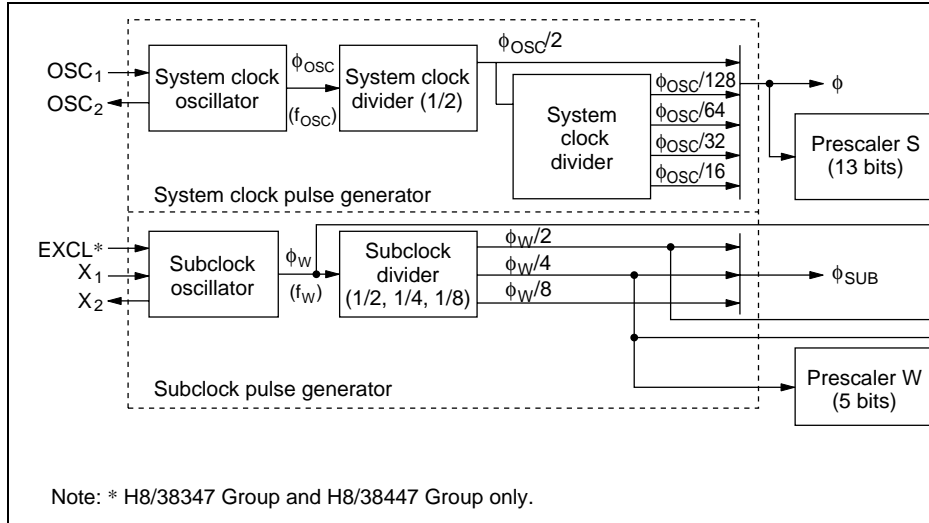 OSC1
OSC2
System clock
oscillator
ϕOSC
(fOSC)
System clock
divider (1/2)
ϕOSC/2
System
clock
divider
ϕOSC/128
ϕOSC/64
ϕOSC/32
ϕOSC/16
ϕ
Prescaler S
(13 bits)
System clock pulse generator
EXCL*
X1
X2
Subclock
oscillator
ϕW
(fW)
Subclock
divider
(1/2, 1/4, 1/8)
ϕW/2
ϕW/4
ϕW/8
ϕSUB
Prescaler W
(5 bits)
Subclock pulse generator
Note: * H8/38347 Group and H8/38447 Group only.